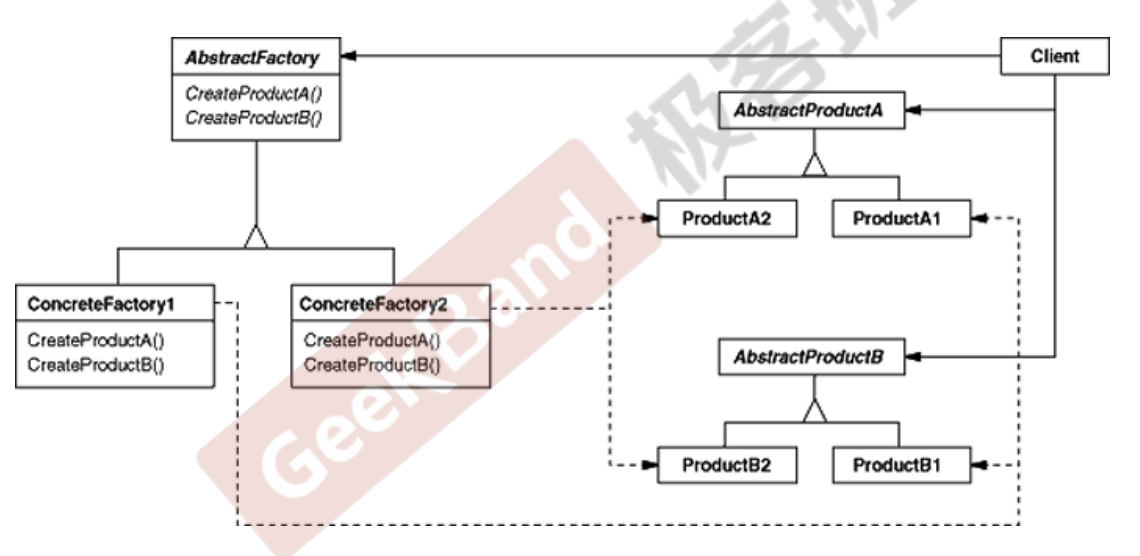 AbstractFactory
CreateProductA()
CreateProductB()
Client
AbstractProductA
ProductA2
ProductA1
ConcreteFactory1
CreateProductA()
CreateProductB()
ConcreteFactory2
CreateProductA()
CreateProductB()
AbstractProductB
ProductB2
ProductB1
GeekBand
极客班